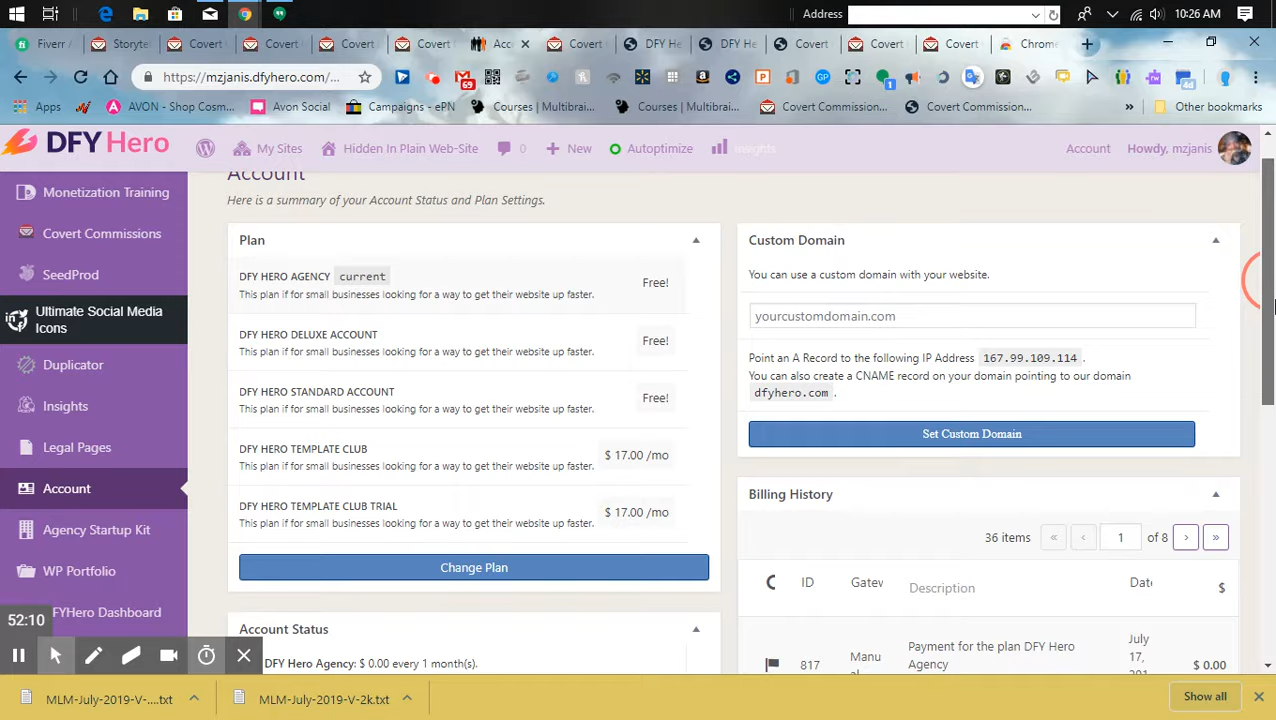 Address
10:26 AM
Fiverr /
Storyte
Covert
Covert
Covert
Covert (
Acc
Covert
DFY He
DFY He
Covert
Covert
Covert
Chrome
https://mzjanis.dfyhero.com/...
69
GP
1
4d
Apps
AVON - Shop Cosm...
Avon Social
Campaigns - ePN
Courses | Multibrai...
Courses | Multibrai...
Covert Commission...
Covert Commission...
»
Other bookmarks
DFY Hero
My Sites
Hidden In Plain Web-Site
0
New
Autoptimize
Insights
Account
Howdy, mzjanis
Monetization Training
Covert Commissions
SeedProd
Ultimate Social Media
Icons
Duplicator
Insights
Legal Pages
Account
Agency Startup Kit
WP Portfolio
FYHero Dashboard
52:10
Account
Here is a summary of your Account Status and Plan Settings.
Plan
DFY HERO AGENCY current
This plan if for small businesses looking for a way to get their website up faster.
Free!
DFY HERO DELUXE ACCOUNT
This plan if for small businesses looking for a way to get their website up faster.
Free!
DFY HERO STANDARD ACCOUNT
This plan if for small businesses looking for a way to get their website up faster.
Free!
DFY HERO TEMPLATE CLUB
This plan if for small businesses looking for a way to get their website up faster.
$ 17.00 /mo
DFY HERO TEMPLATE CLUB TRIAL
This plan if for small businesses looking for a way to get their website up faster.
$ 17.00 /mo
Change Plan
Account Status
DFY Hero Agency: $ 0.00 every 1 month(s).
Custom Domain
You can use a custom domain with your website.
yourcustomdomain.com
Point an A Record to the following IP Address 167.99.109.114 .
You can also create a CNAME record on your domain pointing to our domain
dfyhero.com .
Set Custom Domain
Billing History
36 items « ‹ 1 of 8 › »
ID
Gatew
Description
Date
$
817
Manu
al
Payment for the plan DFY Hero
Agency
July
17,
201
$ 0.00
MLM-July-2019-V-....txt
MLM-July-2019-V-2k.txt
Show all